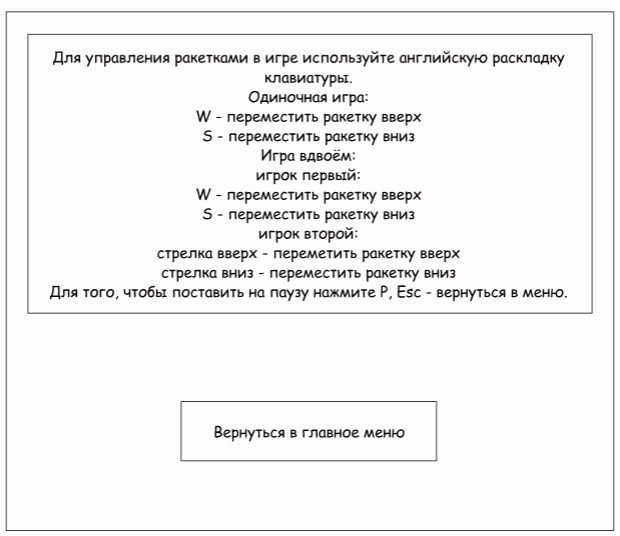 Для управления ракетками в игре используйте английскую раскладку
клавиатуры.
Одиночная игра:
W - переместить ракетку вверх
S - переместить ракетку вниз
Игра вдвоём:
игрок первый:
W - переместить ракетку вверх
S - переместить ракетку вниз
игрок второй:
стрелка вверх - переметить ракетку вверх
стрелка вниз - переместить ракетку вниз
Для того, чтобы поставить на паузу нажмите P, Esc - вернуться в меню.
Вернуться в главное меню